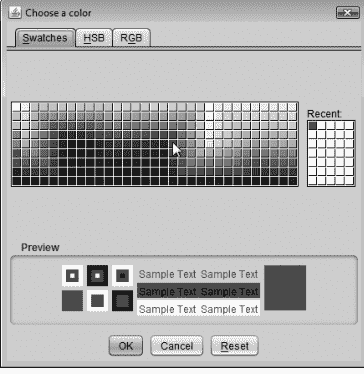 Choose a color
Swatches HSB RGB
Recent:
Preview
Sample Text Sample Text
Sample Text Sample Text
Sample Text Sample Text
OK Cancel Reset